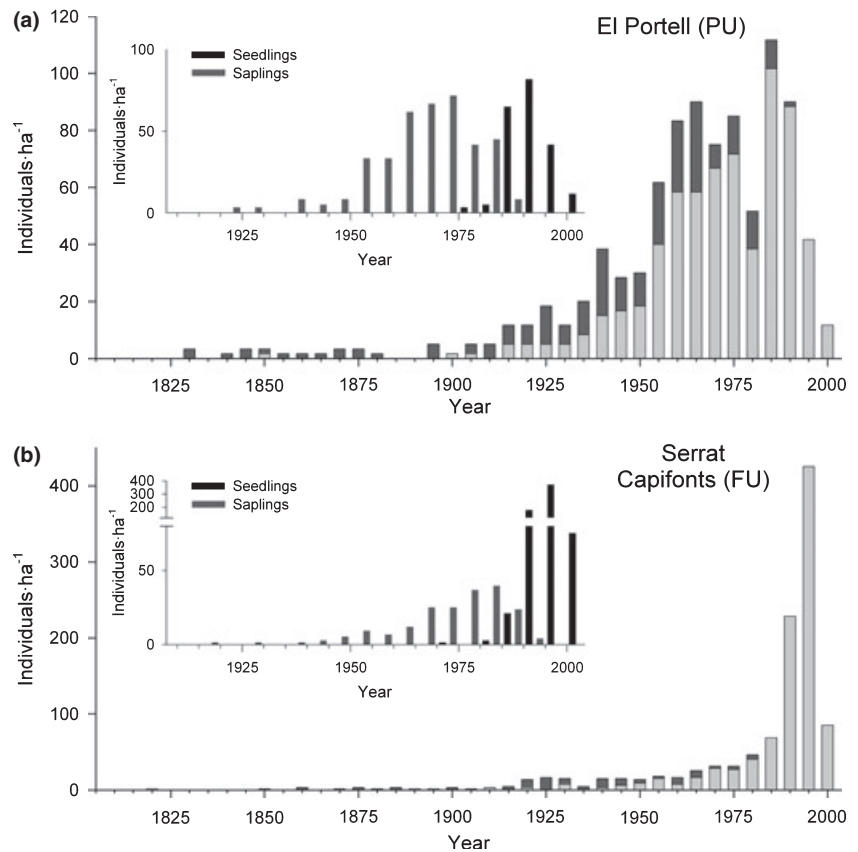 (a)
El Portell (PU)
120
100
80
60
40
20
0
Individuals·ha⁻¹
1825
1850
1875
1900
1925
1950
1975
2000
Year
Seedlings
Saplings
100
50
0
Individuals·ha⁻¹
1925
1950
1975
2000
Year
(b)
Serrat
Capifonts (FU)
400
300
200
100
0
Individuals·ha⁻¹
1825
1850
1875
1900
1925
1950
1975
2000
Year
Seedlings
Saplings
400
300
200
50
0
Individuals·ha⁻¹
1925
1950
1975
2000
Year